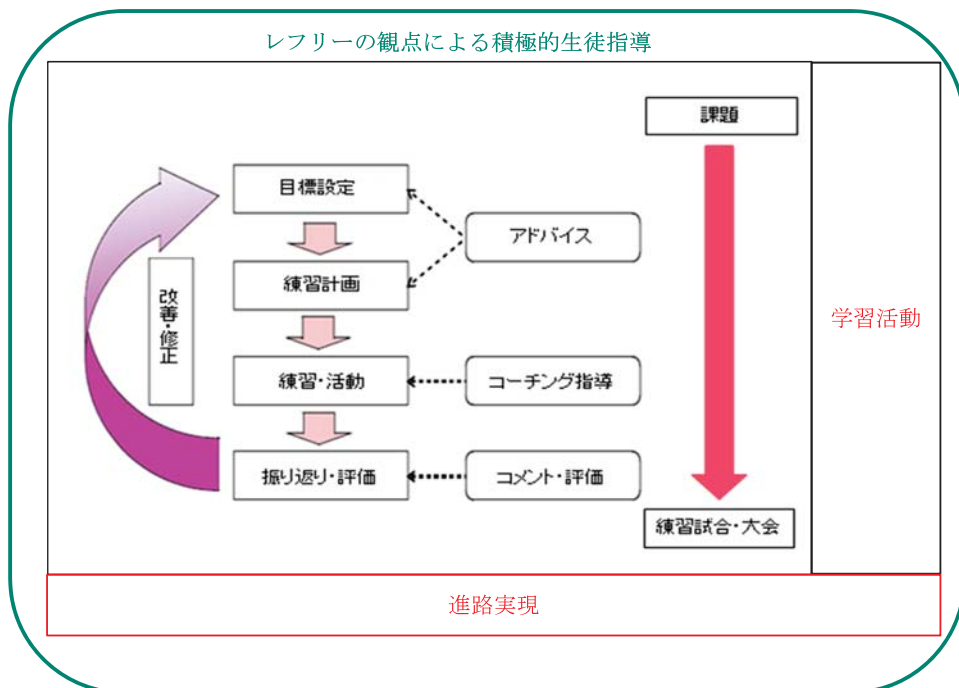 レフリーの観点による積極的生徒指導
課題
目標設定
アドバイス
練習計画
改善・修正
学習活動
練習・活動
コーチング指導
振り返り・評価
コメント・評価
練習試合・大会
進路実現